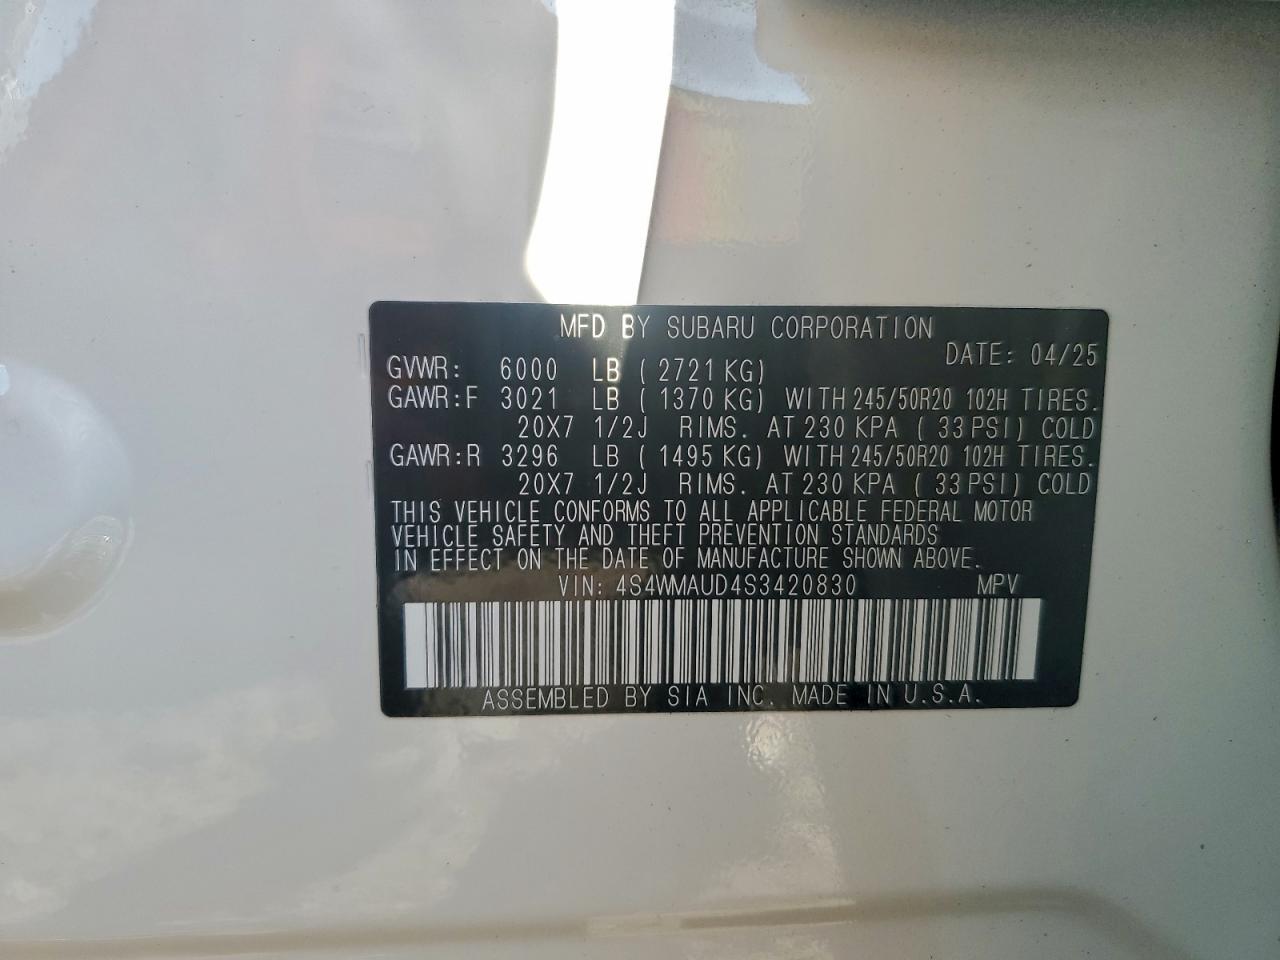 MFD BY SUBARU CORPORATION
DATE: 04/25
GVWR: 6000 LB ( 2721 KG)
GAWR:F 3021 LB ( 1370 KG) WITH 245/50R20 102H TIRES.
20X7 1/2J RIMS. AT 230 KPA ( 33 PSI) COLD
GAWR:R 3296 LB ( 1495 KG) WITH 245/50R20 102H TIRES.
20X7 1/2J RIMS. AT 230 KPA ( 33 PSI) COLD
THIS VEHICLE CONFORMS TO ALL APPLICABLE FEDERAL MOTOR
VEHICLE SAFETY AND THEFT PREVENTION STANDARDS
IN EFFECT ON THE DATE OF MANUFACTURE SHOWN ABOVE.
VIN: 4S4WMAUD4S3420830 MPV
ASSEMBLED BY SIA INC. MADE IN U.S.A.